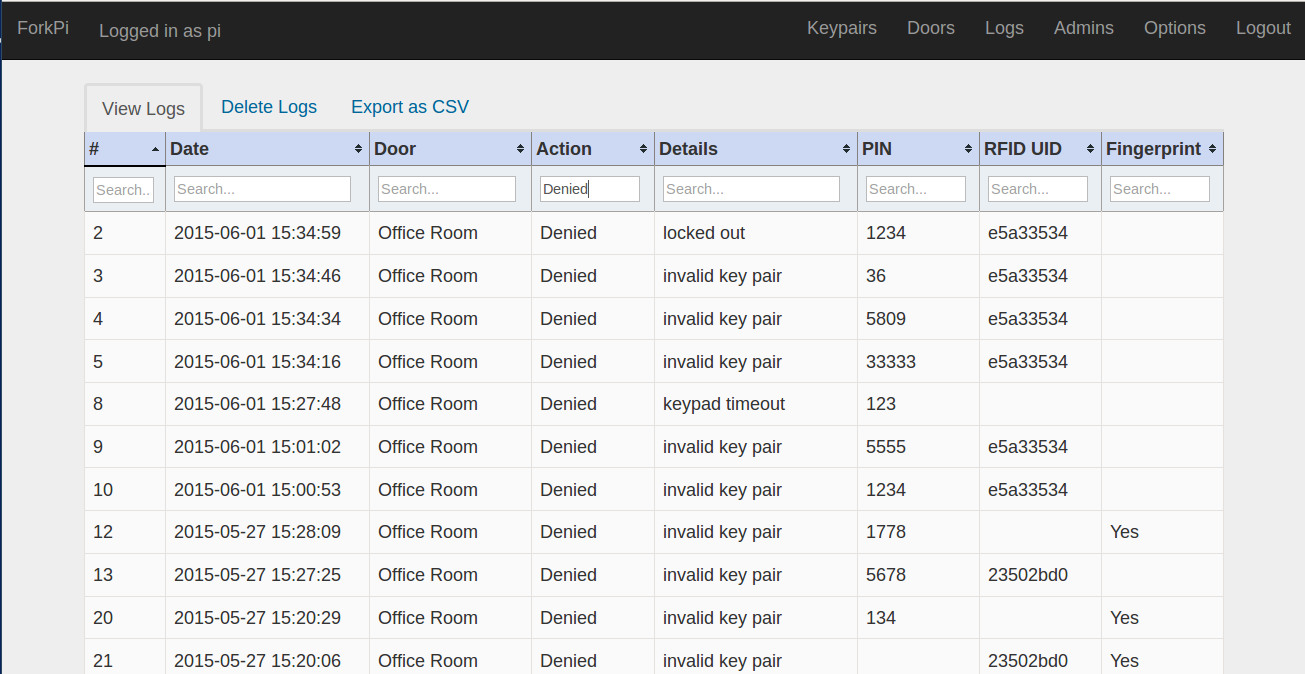 ForkPi Logged in as pi Keypairs Doors Logs Admins Options Logout
View Logs Delete Logs Export as CSV
# Date Door Action Details PIN RFID UID Fingerprint
Search.. Search... Search... Denied Search... Search... Search... Search...
2 2015-06-01 15:34:59 Office Room Denied locked out 1234 e5a33534
3 2015-06-01 15:34:46 Office Room Denied invalid key pair 36 e5a33534
4 2015-06-01 15:34:34 Office Room Denied invalid key pair 5809 e5a33534
5 2015-06-01 15:34:16 Office Room Denied invalid key pair 33333 e5a33534
8 2015-06-01 15:27:48 Office Room Denied keypad timeout 123
9 2015-06-01 15:01:02 Office Room Denied invalid key pair 5555 e5a33534
10 2015-06-01 15:00:53 Office Room Denied invalid key pair 1234 e5a33534
12 2015-05-27 15:28:09 Office Room Denied invalid key pair 1778 Yes
13 2015-05-27 15:27:25 Office Room Denied invalid key pair 5678 23502bd0
20 2015-05-27 15:20:29 Office Room Denied invalid key pair 134 Yes
21 2015-05-27 15:20:06 Office Room Denied invalid key pair 23502bd0 Yes